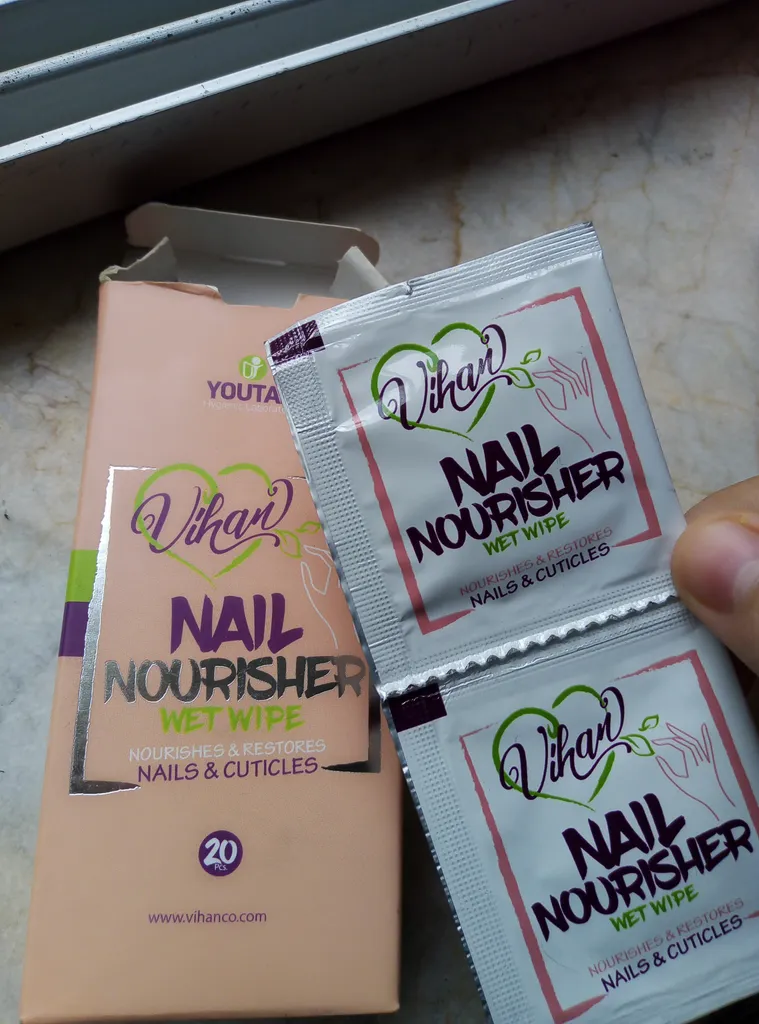 YOUTA
Vihan
NAIL
NOURISHER
WET WIPE
NOURISHES & RESTORES
NAILS & CUTICLES
20
Pcs
www.vihanco.com
Vihan
NAIL
NOURISHER
WET WIPE
NOURISHES & RESTORES
NAILS & CUTICLES
Vihan
NAIL
NOURISHER
WET WIPE
NOURISHES & RESTORES
NAILS & CUTICLES